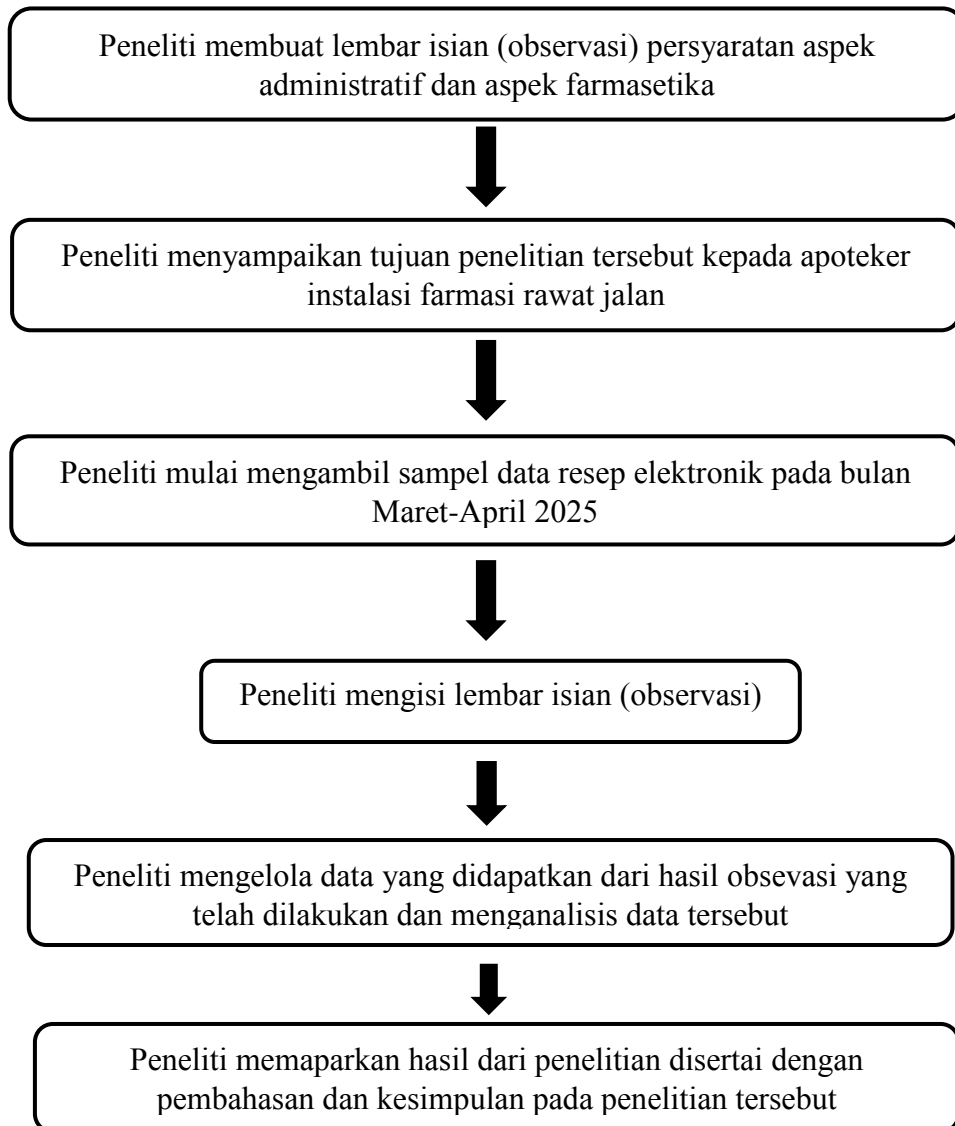 Peneliti membuat lembar isian (observasi) persyaratan aspek
administratif dan aspek farmasetika
Peneliti menyampaikan tujuan penelitian tersebut kepada apoteker
instalasi farmasi rawat jalan
Peneliti mulai mengambil sampel data resep elektronik pada bulan
Maret-April 2025
Peneliti mengisi lembar isian (observasi)
Peneliti mengelola data yang didapatkan dari hasil obsevasi yang
telah dilakukan dan menganalisis data tersebut
Peneliti memaparkan hasil dari penelitian disertai dengan
pembahasan dan kesimpulan pada penelitian tersebut